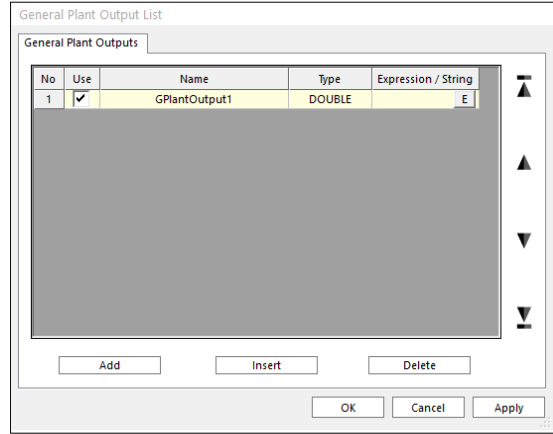 General Plant Output List
General Plant Outputs
No Use Name Type Expression / String
1 GPlantOutput1 DOUBLE E
Add Insert Delete
OK Cancel Apply